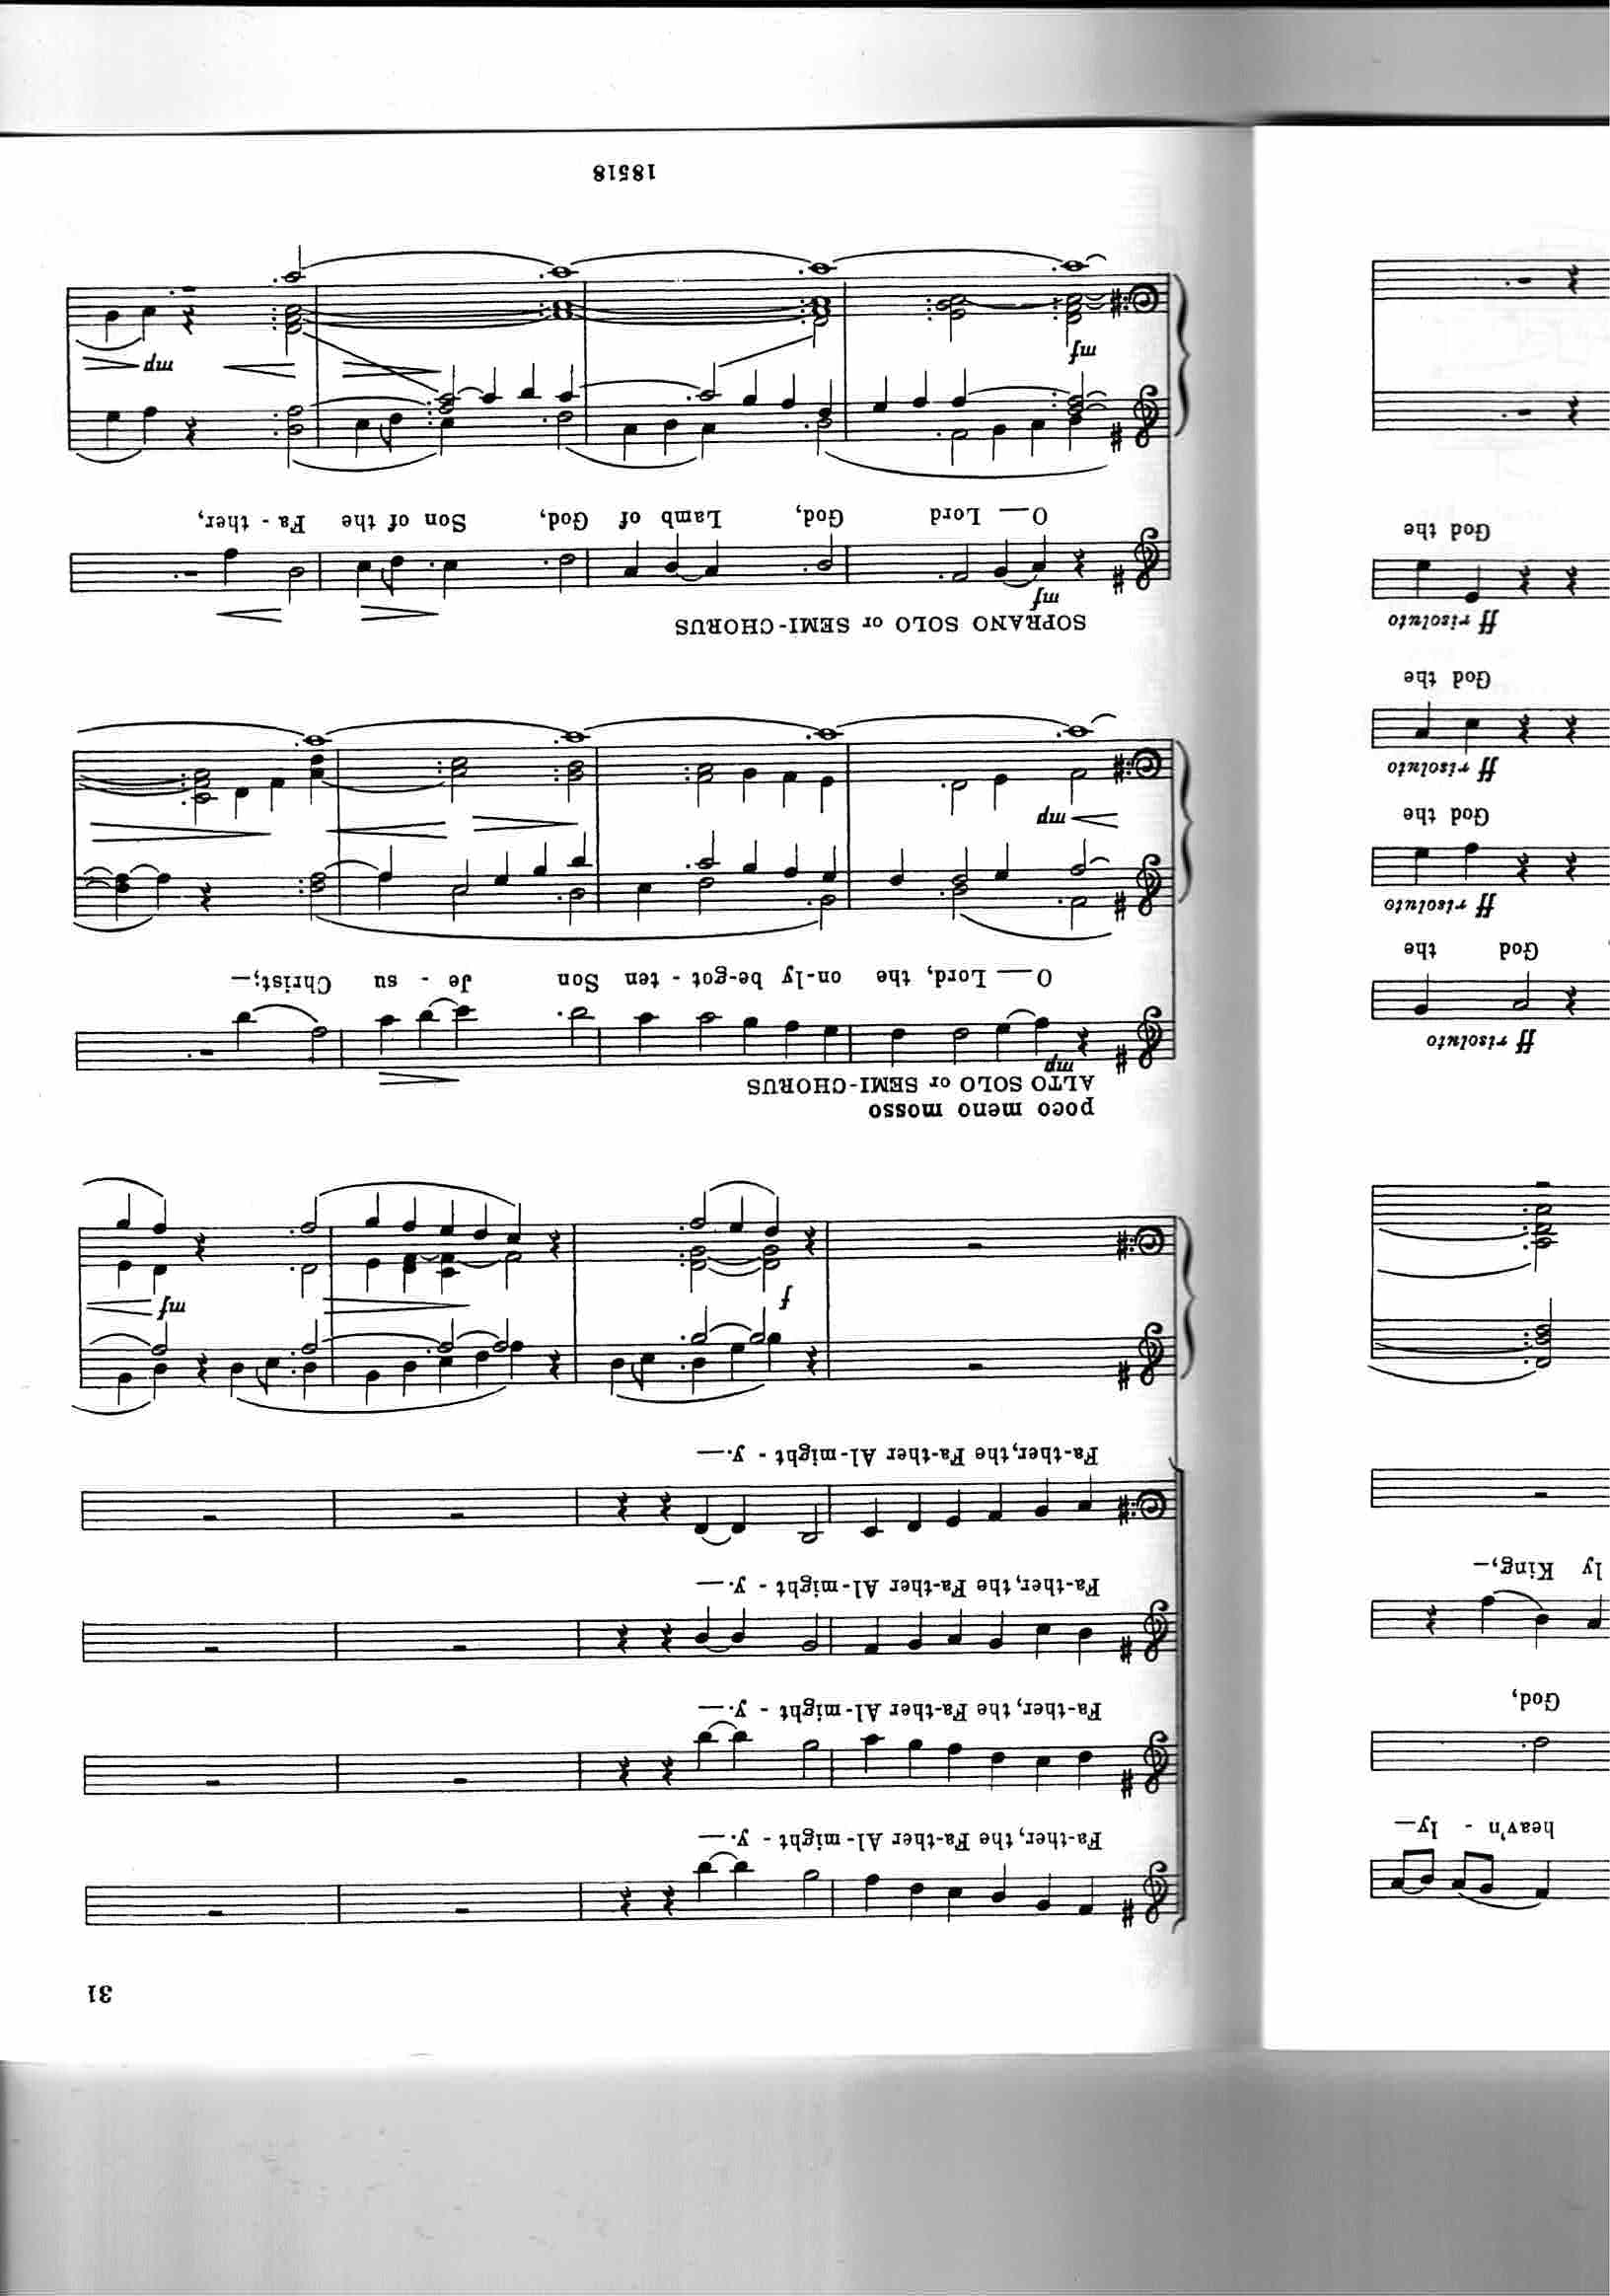 heav'n - ly—
God,
ly King,—
ff risoluto
God the
ff risoluto
God the
ff risoluto
God the
ff risoluto
God the
31
Fa-ther, the Fa-ther Al-might - y.—
Fa-ther, the Fa-ther Al-might - y.—
Fa-ther, the Fa-ther Al-might - y.—
Fa-ther, the Fa-ther Al-might - y.—
f mf
poco meno mosso
ALTO SOLO or SEMI-CHORUS
mp
O— Lord, the on-ly be-got - ten Son Je - su Christ;—
mp
SOPRANO SOLO or SEMI-CHORUS
mf
O— Lord God, Lamb of God, Son of the Fa - ther,
mf mp
18518